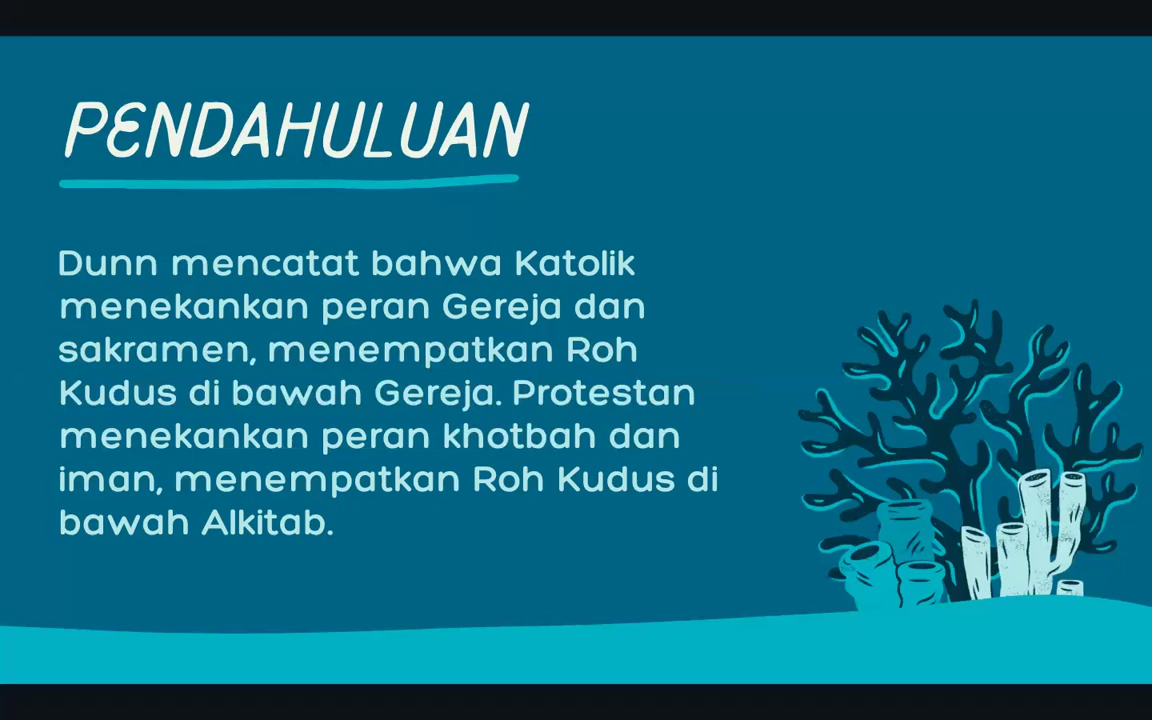 PENDAHULUAN
Dunn mencatat bahwa Katolik
menekankan peran Gereja dan
sakramen, menempatkan Roh
Kudus di bawah Gereja. Protestan
menekankan peran khotbah dan
iman, menempatkan Roh Kudus di
bawah Alkitab.